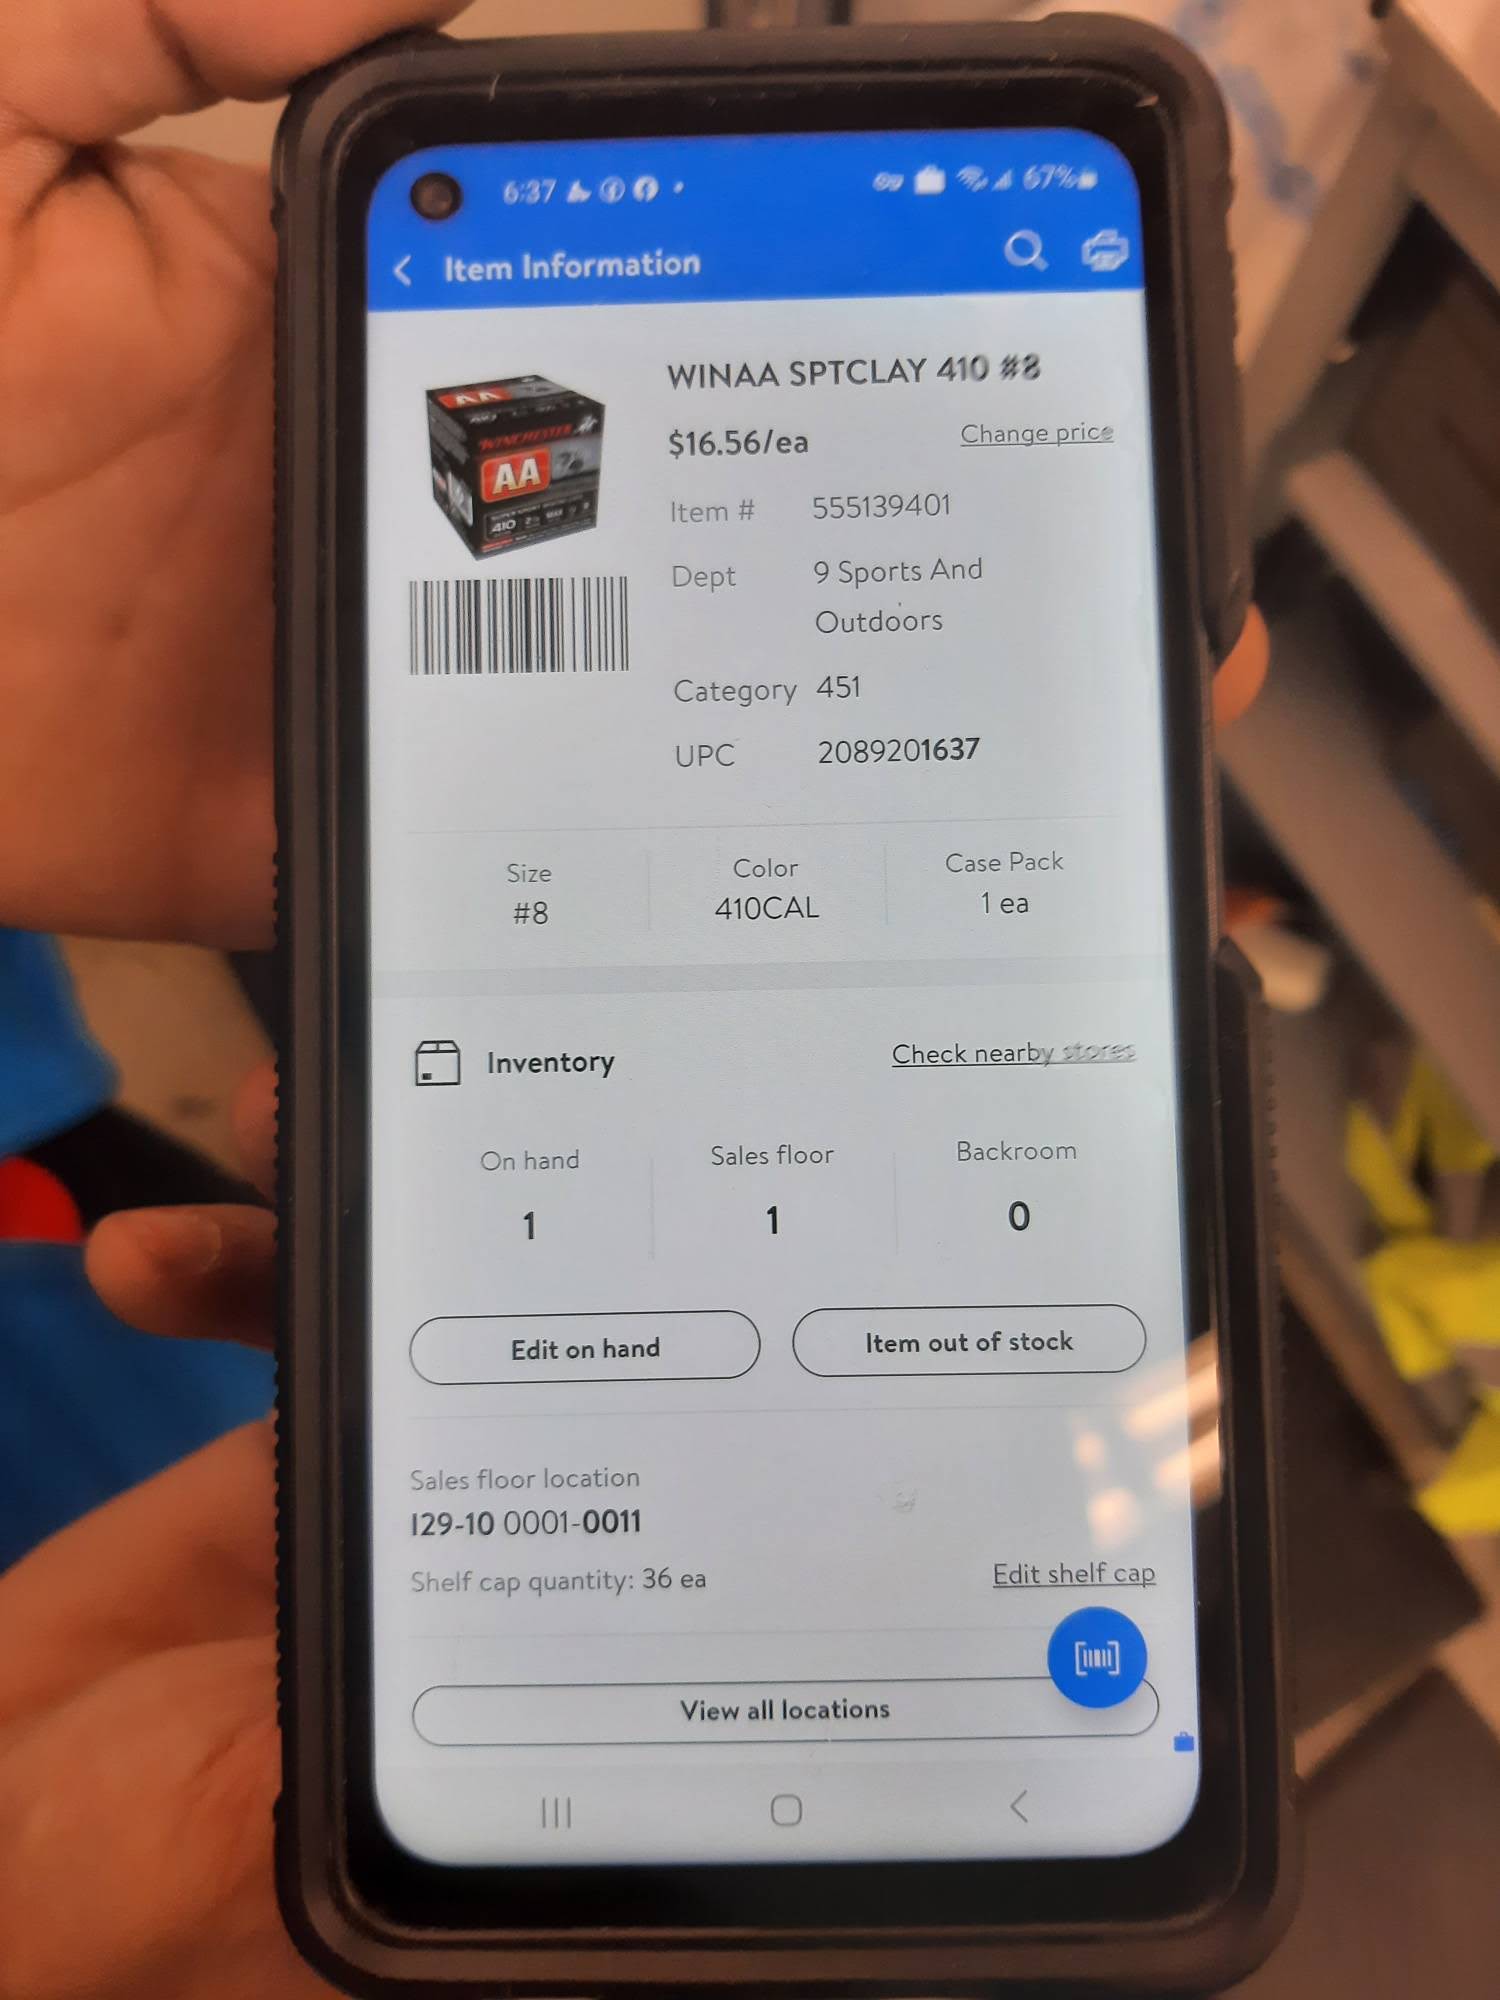 6:37
67%
Item Information
AA
WINCHESTER
AA
410
WINAA SPTCLAY 410 #8
$16.56/ea
Change price
Item # 555139401
Dept 9 Sports And
Outdoors
Category 451
UPC 2089201637
Size
#8
Color
410CAL
Case Pack
1 ea
Inventory
Check nearby stores
On hand
1
Sales floor
1
Backroom
0
Edit on hand
Item out of stock
Sales floor location
I29-10 0001-0011
Shelf cap quantity: 36 ea
Edit shelf cap
View all locations